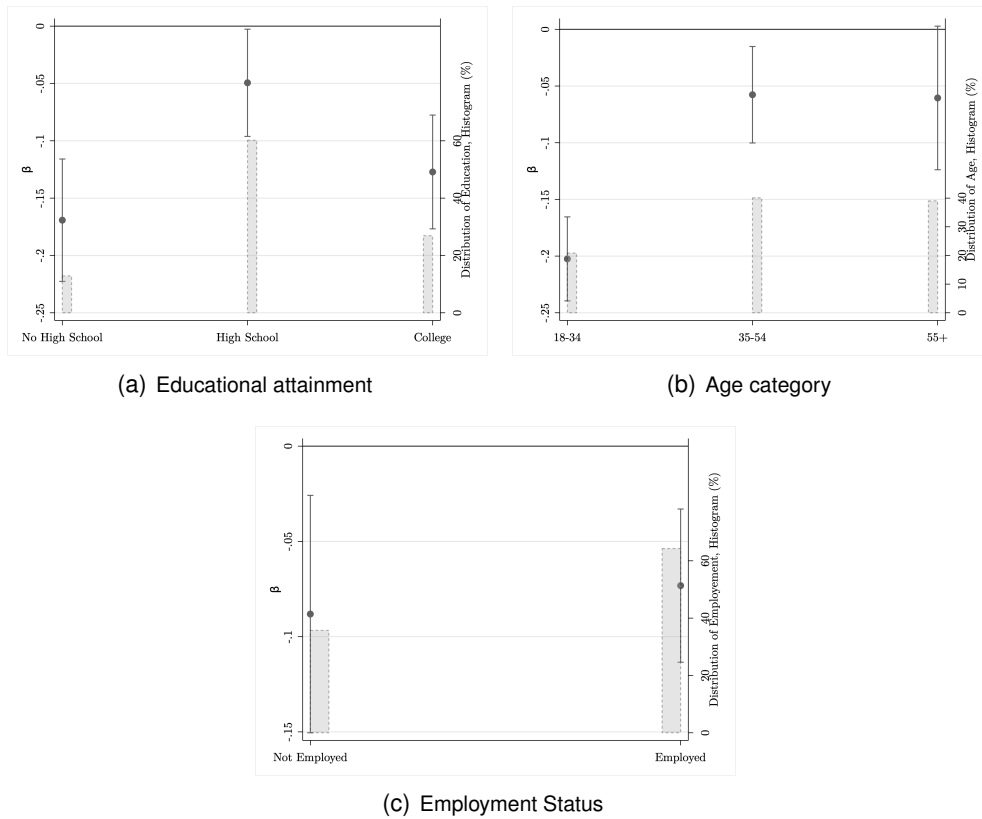 0
-.05
-.1
-.15
-.2
-.25
β
60
40
20
0
Distribution of Education, Histogram (%)
No High School
High School
College
(a) Educational attainment
0
-.05
-.1
-.15
-.2
-.25
β
40
30
20
10
0
Distribution of Age, Histogram (%)
18-34
35-54
55+
(b) Age category
0
-.05
-.1
-.15
β
60
40
20
0
Distribution of Employement, Histogram (%)
Not Employed
Employed
(c) Employment Status